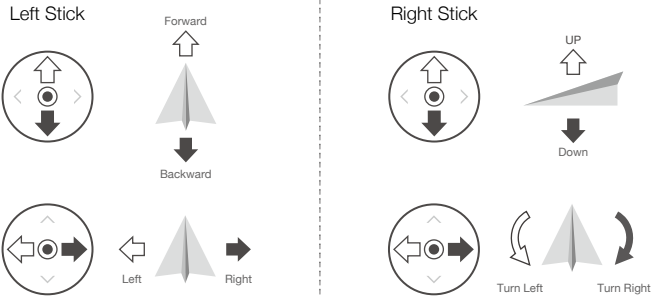 Left Stick
Forward
Backward
Left
Right
Right Stick
UP
Down
Turn Left
Turn Right